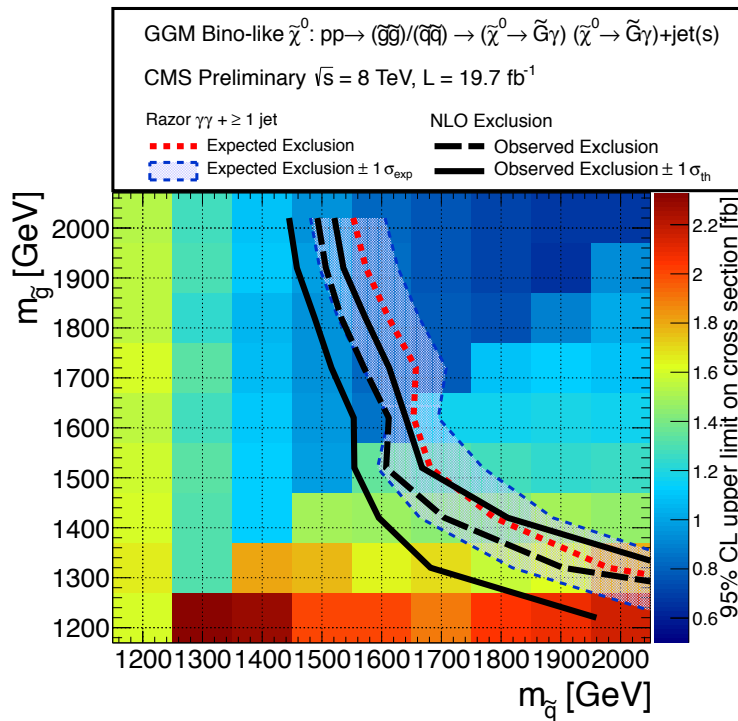 GGM Bino-like χ̃⁰: pp→ (g̃g̃)/(q̃q̃) → (χ̃⁰→ G̃γ) (χ̃⁰→ G̃γ)+jet(s)
CMS Preliminary √s = 8 TeV, L = 19.7 fb⁻¹
Razor γγ + ≥ 1 jet NLO Exclusion
Expected Exclusion Observed Exclusion
Expected Exclusion ± 1 σexp Observed Exclusion ± 1 σth
m_g̃ [GeV]
2000
1900
1800
1700
1600
1500
1400
1300
1200
1200 1300 1400 1500 1600 1700 1800 1900 2000
m_q̃ [GeV]
2.2
2
1.8
1.6
1.4
1.2
1
0.8
0.6
95% CL upper limit on cross section [fb]